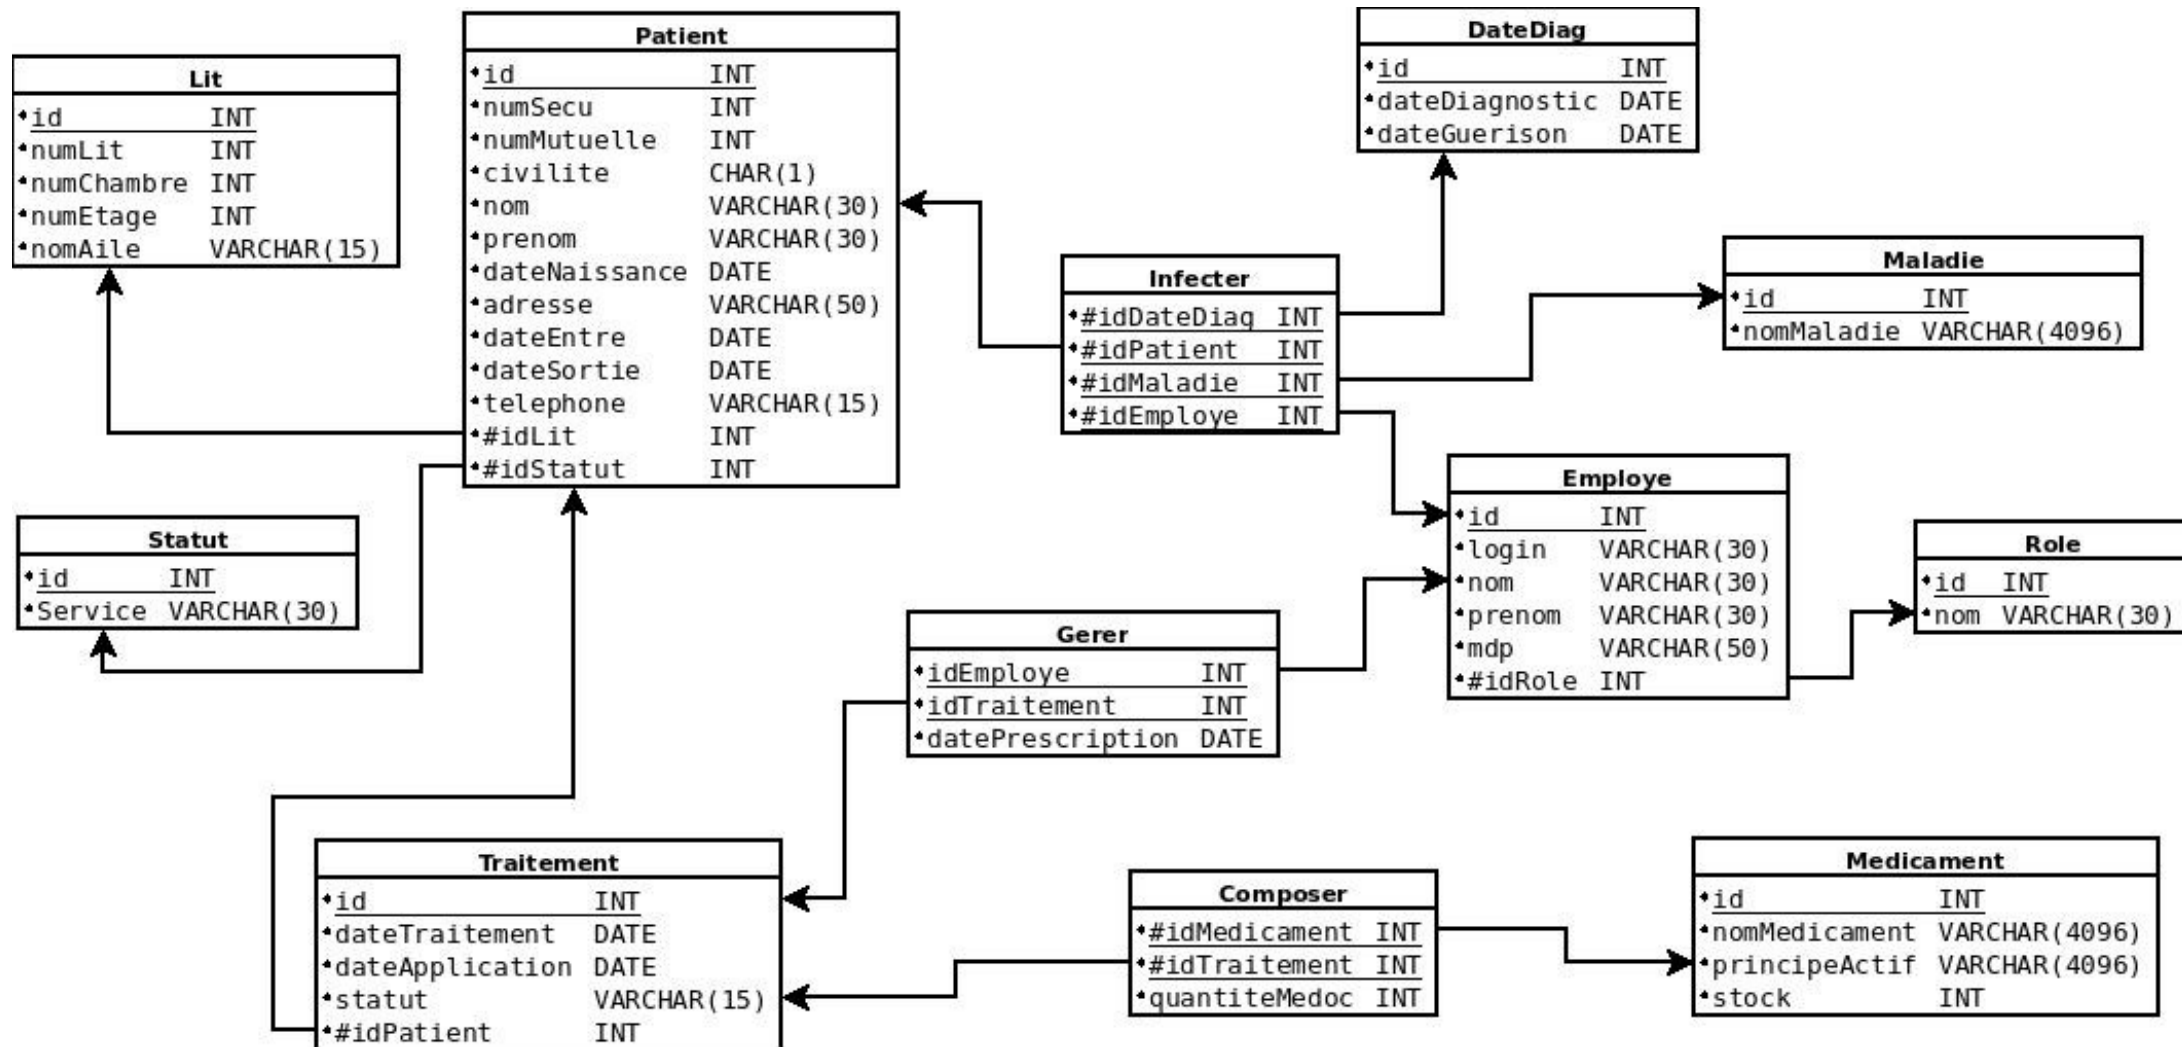 Lit
id INT
numLit INT
numChambre INT
numEtage INT
nomAile VARCHAR(15)
Patient
id INT
numSecu INT
numMutuelle INT
civilite CHAR(1)
nom VARCHAR(30)
prenom VARCHAR(30)
dateNaissance DATE
adresse VARCHAR(50)
dateEntre DATE
dateSortie DATE
telephone VARCHAR(15)
#idLit INT
#idStatut INT
DateDiag
id INT
dateDiagnostic DATE
dateGuerison DATE
Infecter
#idDateDiag INT
#idPatient INT
#idMaladie INT
#idEmploye INT
Maladie
id INT
nomMaladie VARCHAR(4096)
Statut
id INT
Service VARCHAR(30)
Employe
id INT
login VARCHAR(30)
nom VARCHAR(30)
prenom VARCHAR(30)
mdp VARCHAR(50)
#idRole INT
Role
id INT
nom VARCHAR(30)
Gerer
idEmploye INT
idTraitement INT
datePrescription DATE
Traitement
id INT
dateTraitement DATE
dateApplication DATE
statut VARCHAR(15)
#idPatient INT
Composer
#idMedicament INT
#idTraitement INT
quantiteMedoc INT
Medicament
id INT
nomMedicament VARCHAR(4096)
principeActif VARCHAR(4096)
stock INT